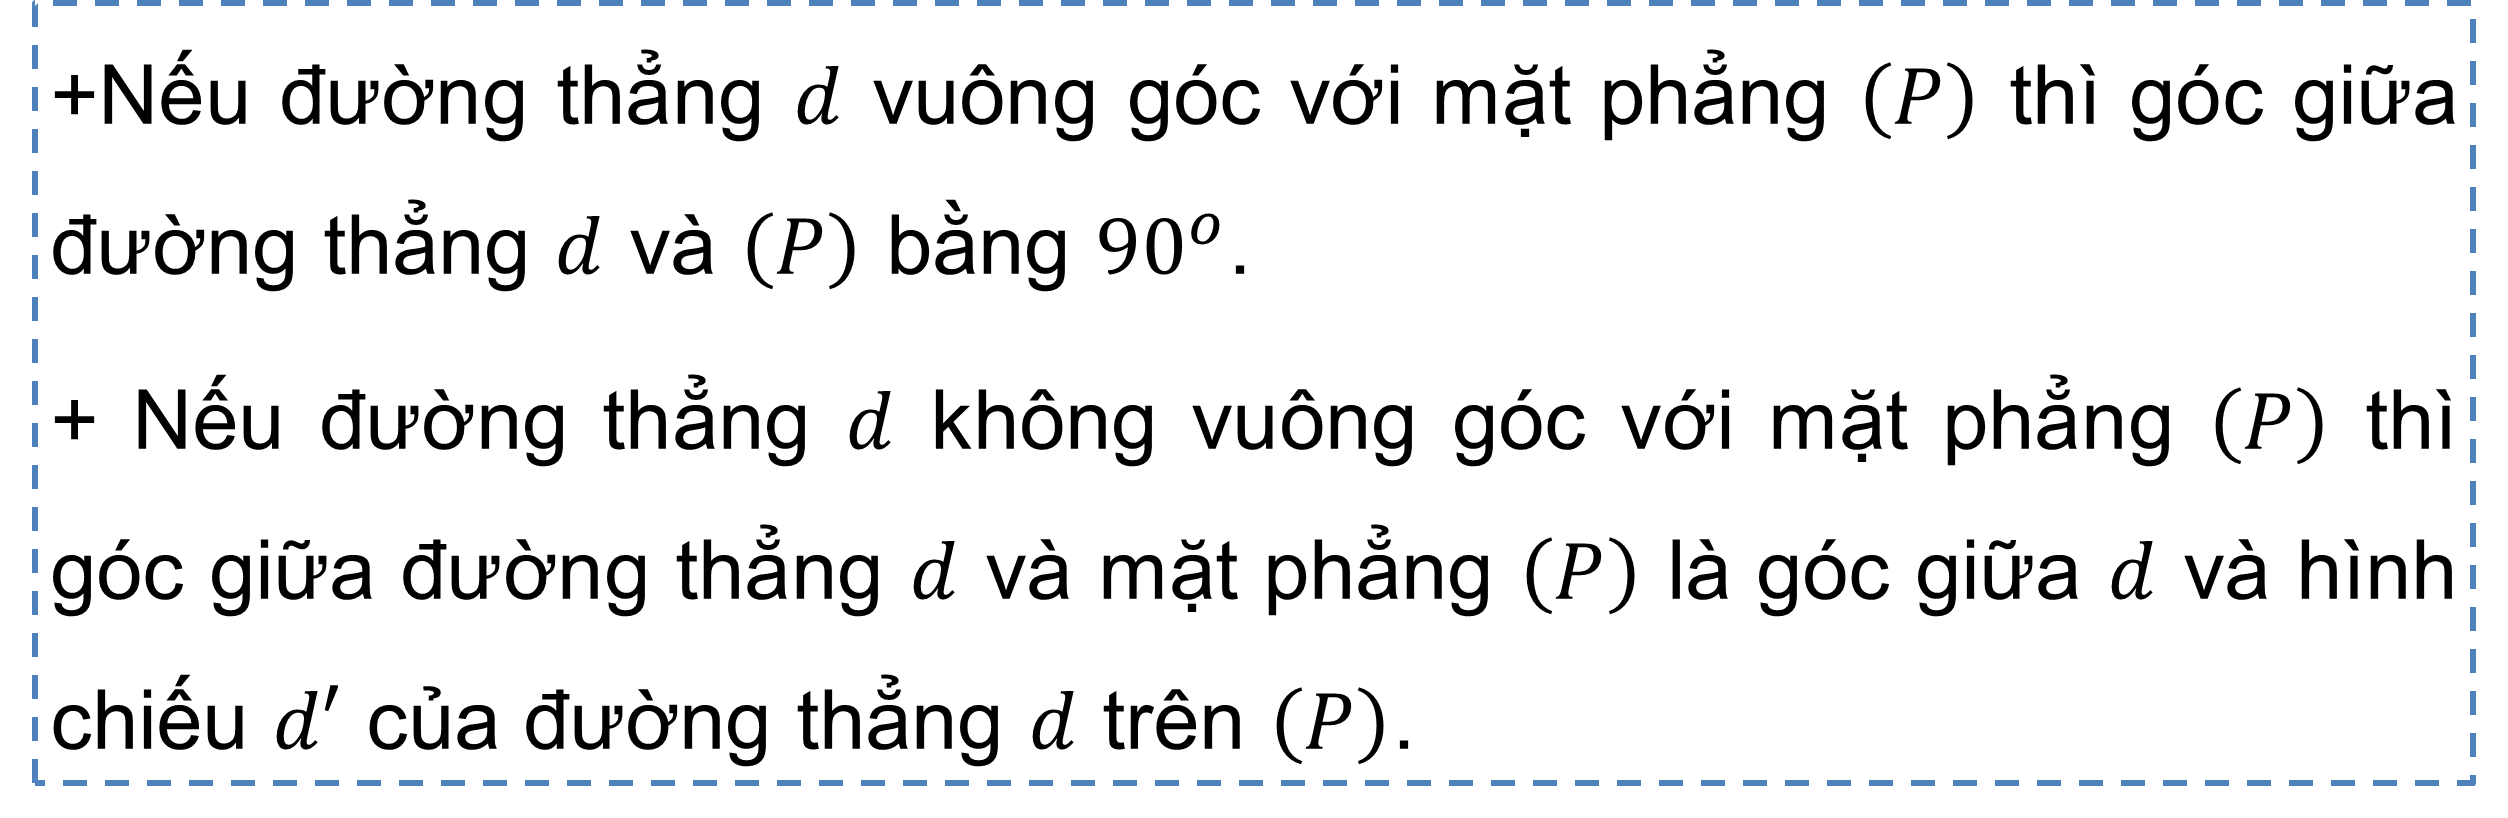 +Nếu đường thẳng d vuông góc với mặt phẳng (P) thì góc giữa
đường thẳng d và (P) bằng 90⁰.
+ Nếu đường thẳng d không vuông góc với mặt phẳng (P) thì
góc giữa đường thẳng d và mặt phẳng (P) là góc giữa d và hình
chiếu d′ của đường thẳng d trên (P).